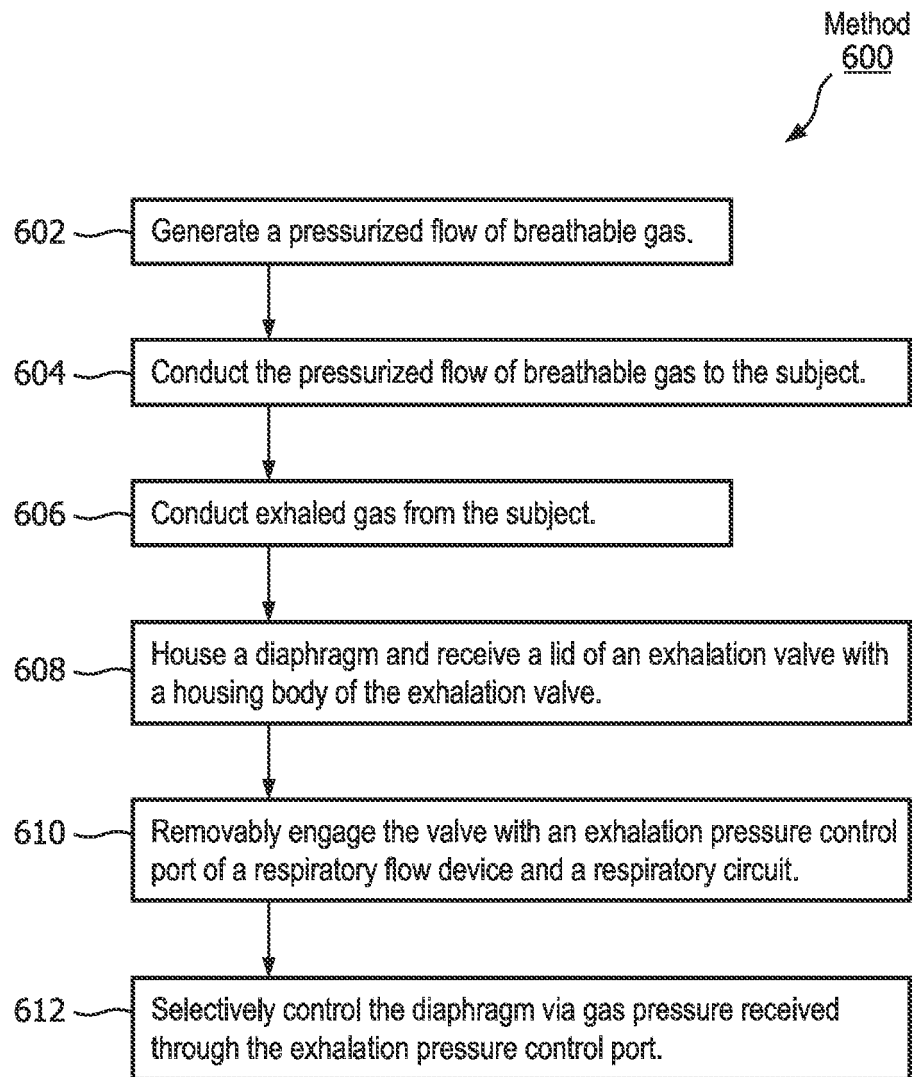 Method
600
602
Generate a pressurized flow of breathable gas.
604
Conduct the pressurized flow of breathable gas to the subject.
606
Conduct exhaled gas from the subject.
608
House a diaphragm and receive a lid of an exhalation valve with
a housing body of the exhalation valve.
610
Removably engage the valve with an exhalation pressure control
port of a respiratory flow device and a respiratory circuit.
612
Selectively control the diaphragm via gas pressure received
through the exhalation pressure control port.